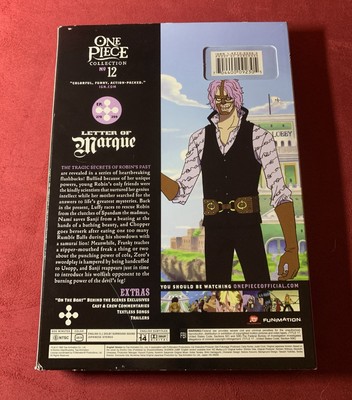 ONE
PIECE
COLLECTION
No 12
"COLORFUL, FUNNY, ACTION-PACKED."
IGN.COM
LETTER OF
Marque
THE TRAGIC SECRETS OF ROBIN'S PAST
are revealed in a series of heartbreaking
flashbacks! Bullied because of her unique
powers, young Robin's only friends were
the kindly scientists that nurtured her genius
intellect while her mother searched for the
answers to life's greatest mysteries. Back
in the present, Luffy races to rescue Robin
from the clutches of Spandam the madman,
Nami saves Sanji from a beating at the
hands of a bathing beauty, and Chopper
goes berserk after eating one too many
Rumble Balls during his showdown with
a samurai lion! Meanwhile, Franky teaches
a zipper-mouthed freak a thing or two
about the punching power of cola, Zoro's
swordplay is hampered by being handcuffed
to Usopp, and Sanji reappears just in time to
introduce his wolfish opponent to the
burning power of the devil's leg!
EXTRAS
"On The Boat" Behind the Scenes Exclusives
Cast & Crew Commentaries
Textless Songs
Trailers
LOBBY
YOU SHOULD BE WATCHING ONEPIECEOFFICIAL.COM
NTSC
14
FUNIMATION